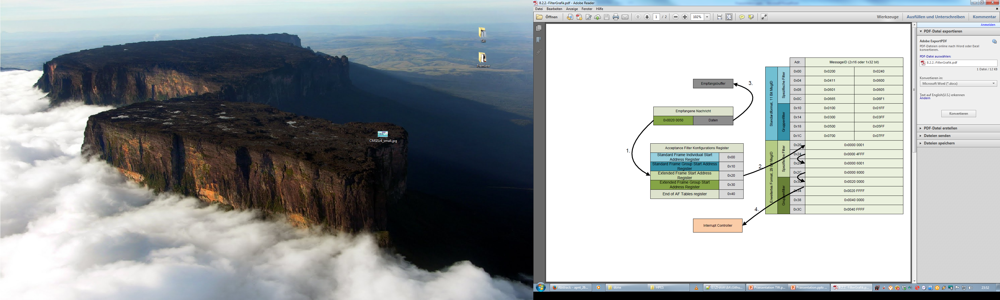 Ski
Premiere
CMSISv4_small.jpg
8.2.2.-FilterGrafik.pdf - Adobe Reader
Datei Bearbeiten Anzeige Fenster Hilfe
Öffnen
1 / 2
102%
Werkzeuge
Ausfüllen und Unterschreiben
Kommentar
Anmelden
PDF-Datei exportieren
Adobe ExportPDF
PDF-Dateien online nach Word oder Excel
konvertieren.
PDF-Datei auswählen:
8.2.2.-FilterGrafik.pdf
1 Datei / 12 KB
Konvertieren in:
Microsoft Word (*.docx)
Text auf English(U.S.) erkennen
Ändern
Konvertieren
PDF-Datei erstellen
Dateien senden
Dateien speichern
Empfangsbuffer
3.
Empfangene Nachricht
0x0020 0050 Daten
1.
Acceptance Filter Konfigurations Register
Standard Frame Individual Start
Address Register
0x00
Standard Frame Group Start Address
Register
0x10
Extended Frame Start Address
Register
0x20
Extended Frame Group Start
Address Register
0x30
End of AF Tables register 0x40
2.
4.
Interrupt Controller
Standardformat, 11 Bit MsgID
Spezifische Filter
Gruppenfilter
Erweitertes Format, 29 Bit MsgID
Spezifische Filter
Gruppenfilter
Adr. MessageID (2x16 oder 1x32 bit)
0x00 0x0200 0x0240
0x04 0x0411 0x0600
0x08 0x0601 0x0605
0x0C 0x0665 0x06F1
0x10 0x0100 0x01FF
0x14 0x0300 0x03FF
0x18 0x0500 0x05FF
0x1C 0x0700 0x07FF
0x20 0x0000 0001
0x24 0x0000 4FFF
0x28 0x0000 6001
0x2C 0x0000 8000
0x30 0x0020 0000
0x34 0x0020 FFFF
0x38 0x0040 0000
0x3C 0x0040 FFFF
Abstract: - apnt_26...
done
HPES
E:\ZHAW\BA\Githu...
Praesentation TW.p...
Praesentation.pptx ...
8.2.2.-FilterGrafik.p...
23:52